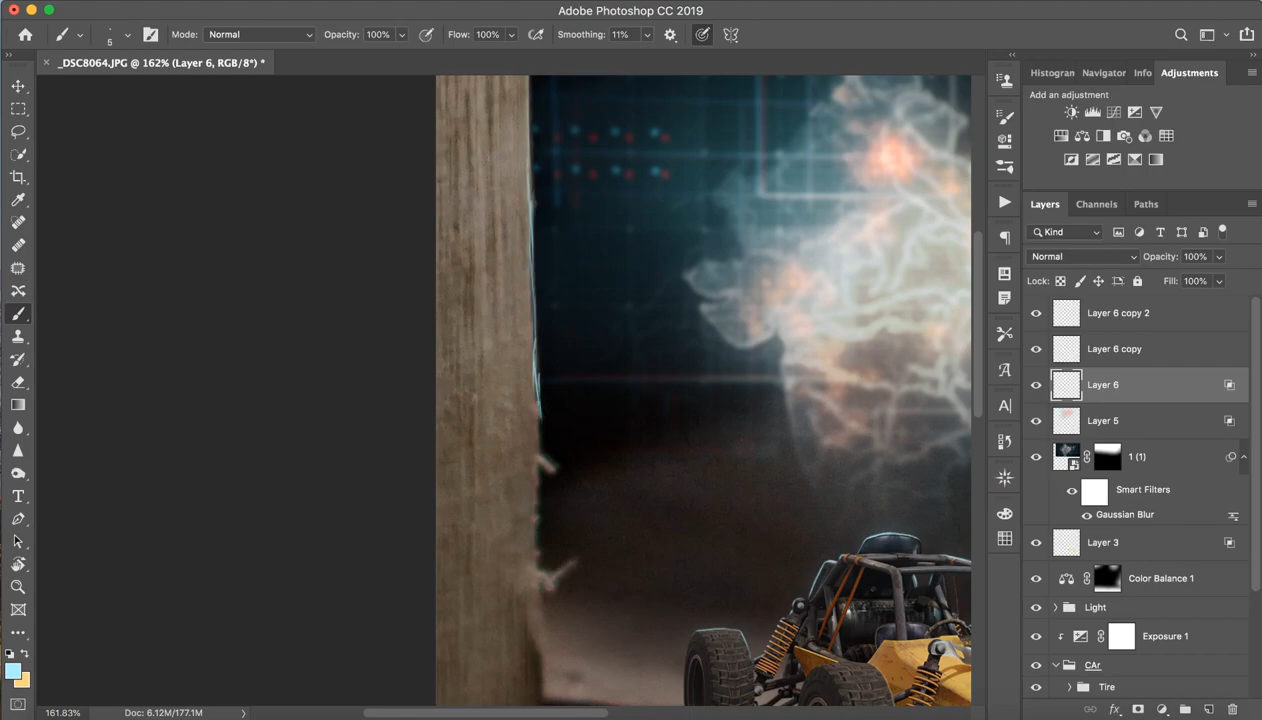 Adobe Photoshop CC 2019
5 Mode: Normal Opacity: 100% Flow: 100% Smoothing: 11%
× _DSC8064.JPG @ 162% (Layer 6, RGB/8*) *
Histogran Navigator Info Adjustments
Add an adjustment
Layers Channels Paths
Kind
Normal Opacity: 100%
Lock: Fill: 100%
Layer 6 copy 2
Layer 6 copy
Layer 6
Layer 5
1 (1)
Smart Filters
Gaussian Blur
Layer 3
Color Balance 1
Light
Exposure 1
CAr
Tire
161.83% Doc: 6.12M/177.1M